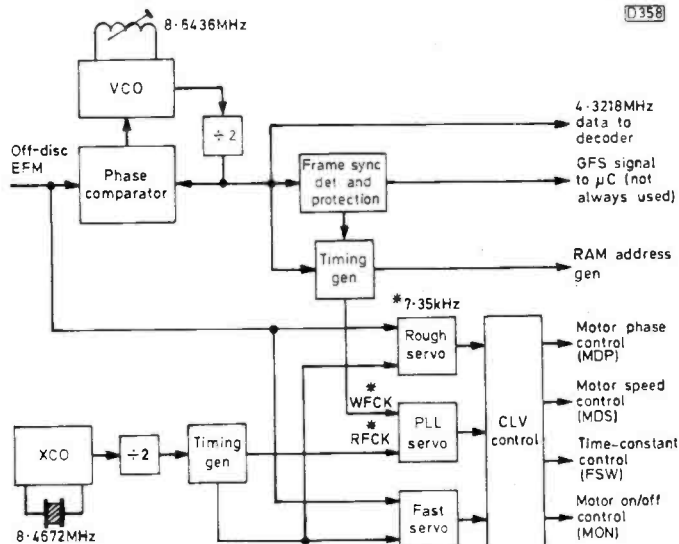 D358
8·6436MHz
VCO
÷2
Off-disc
EFM
Phase
comparator
Frame sync
det and
protection
4·3218MHz
data to
decoder
GFS signal
to µC (not
always used)
Timing
gen
RAM address
gen
*7·35kHz
Rough
servo
Motor phase
control
(MDP)
*
WFCK
*
RFCK
PLL
servo
CLV
control
Motor speed
control
(MDS)
XCO
÷2
Timing
gen
Time-constant
control
(FSW)
8·4672MHz
Fast
servo
Motor on/off
control
(MON)